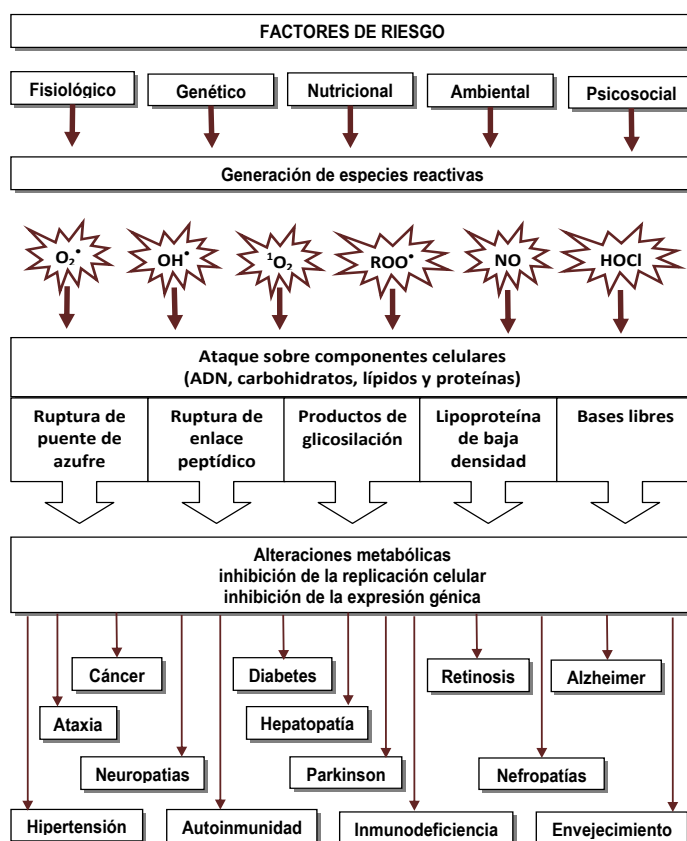 FACTORES DE RIESGO
Fisiológico
Genético
Nutricional
Ambiental
Psicosocial
Generación de especies reactivas
O₂•
OH•
¹O₂
ROO•
NO
HOCl
Ataque sobre componentes celulares
(ADN, carbohidratos, lípidos y proteínas)
Ruptura de
puente de
azufre
Ruptura de
enlace
peptídico
Productos de
glicosilación
Lipoproteína
de baja
densidad
Bases libres
Alteraciones metabólicas
inhibición de la replicación celular
inhibición de la expresión génica
Cáncer
Diabetes
Retinosis
Alzheimer
Ataxia
Hepatopatía
Neuropatias
Parkinson
Nefropatías
Hipertensión
Autoinmunidad
Inmunodeficiencia
Envejecimiento